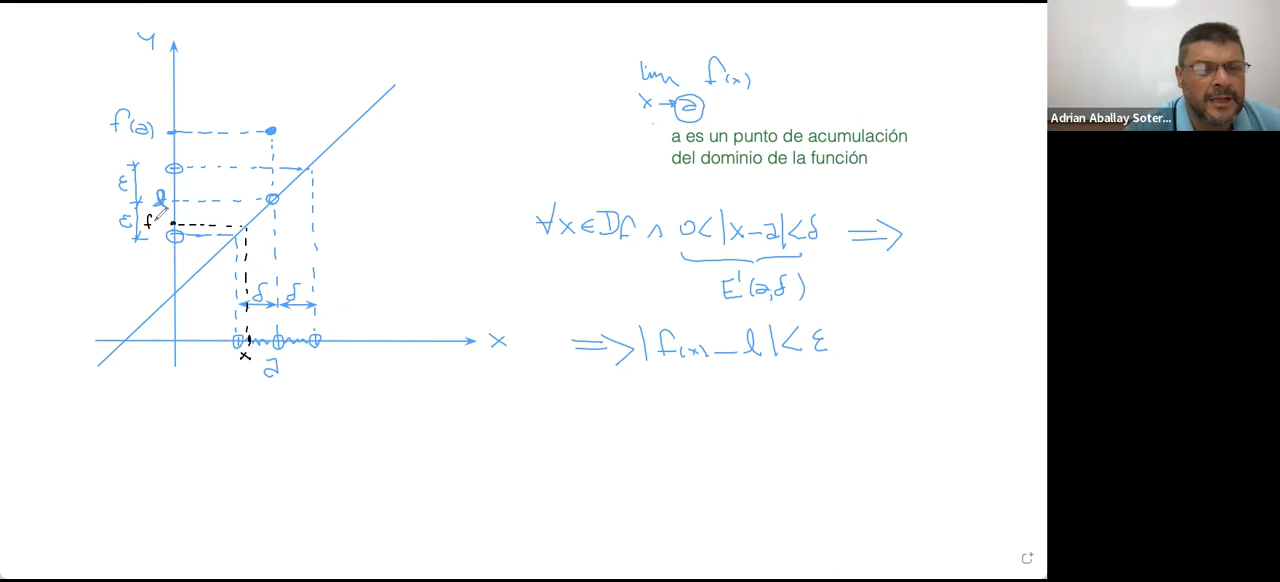 y
f(a)
ε
l
ε
f
δ δ
x
a
x
lim f(x)
x→a
a es un punto de acumulación
del dominio de la función
∀x∈Df ∧ 0<|x-a|<δ ⟹
E'(a,δ)
⟹|f(x)-l|<ε
Adrian Aballay Soter...